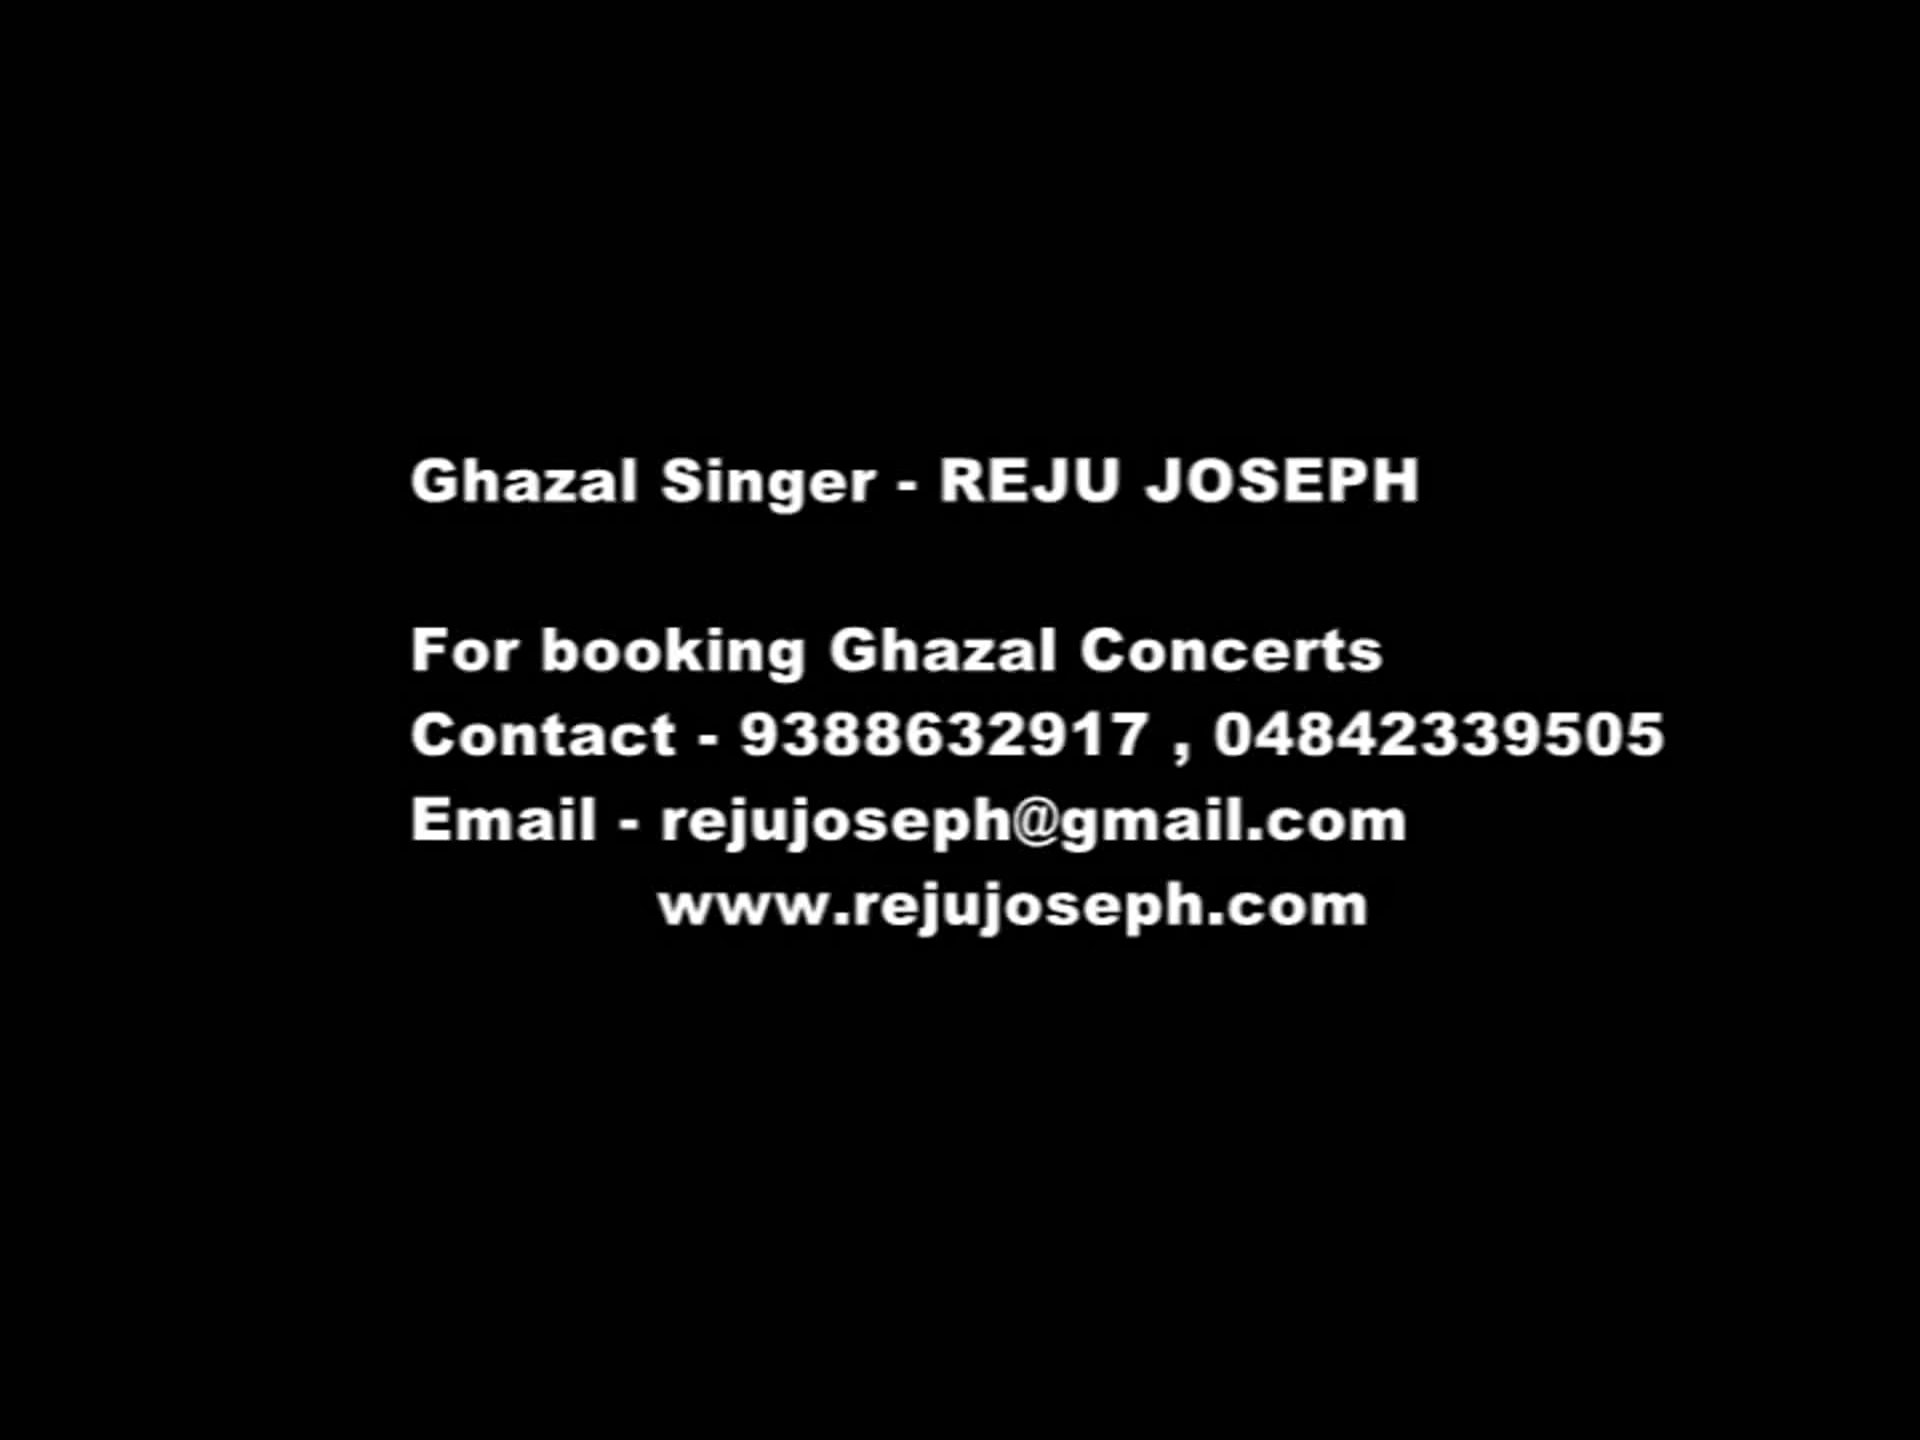 Ghazal Singer - REJU JOSEPH
For booking Ghazal Concerts
Contact - 9388632917 , 04842339505
Email - rejujoseph@gmail.com
www.rejujoseph.com